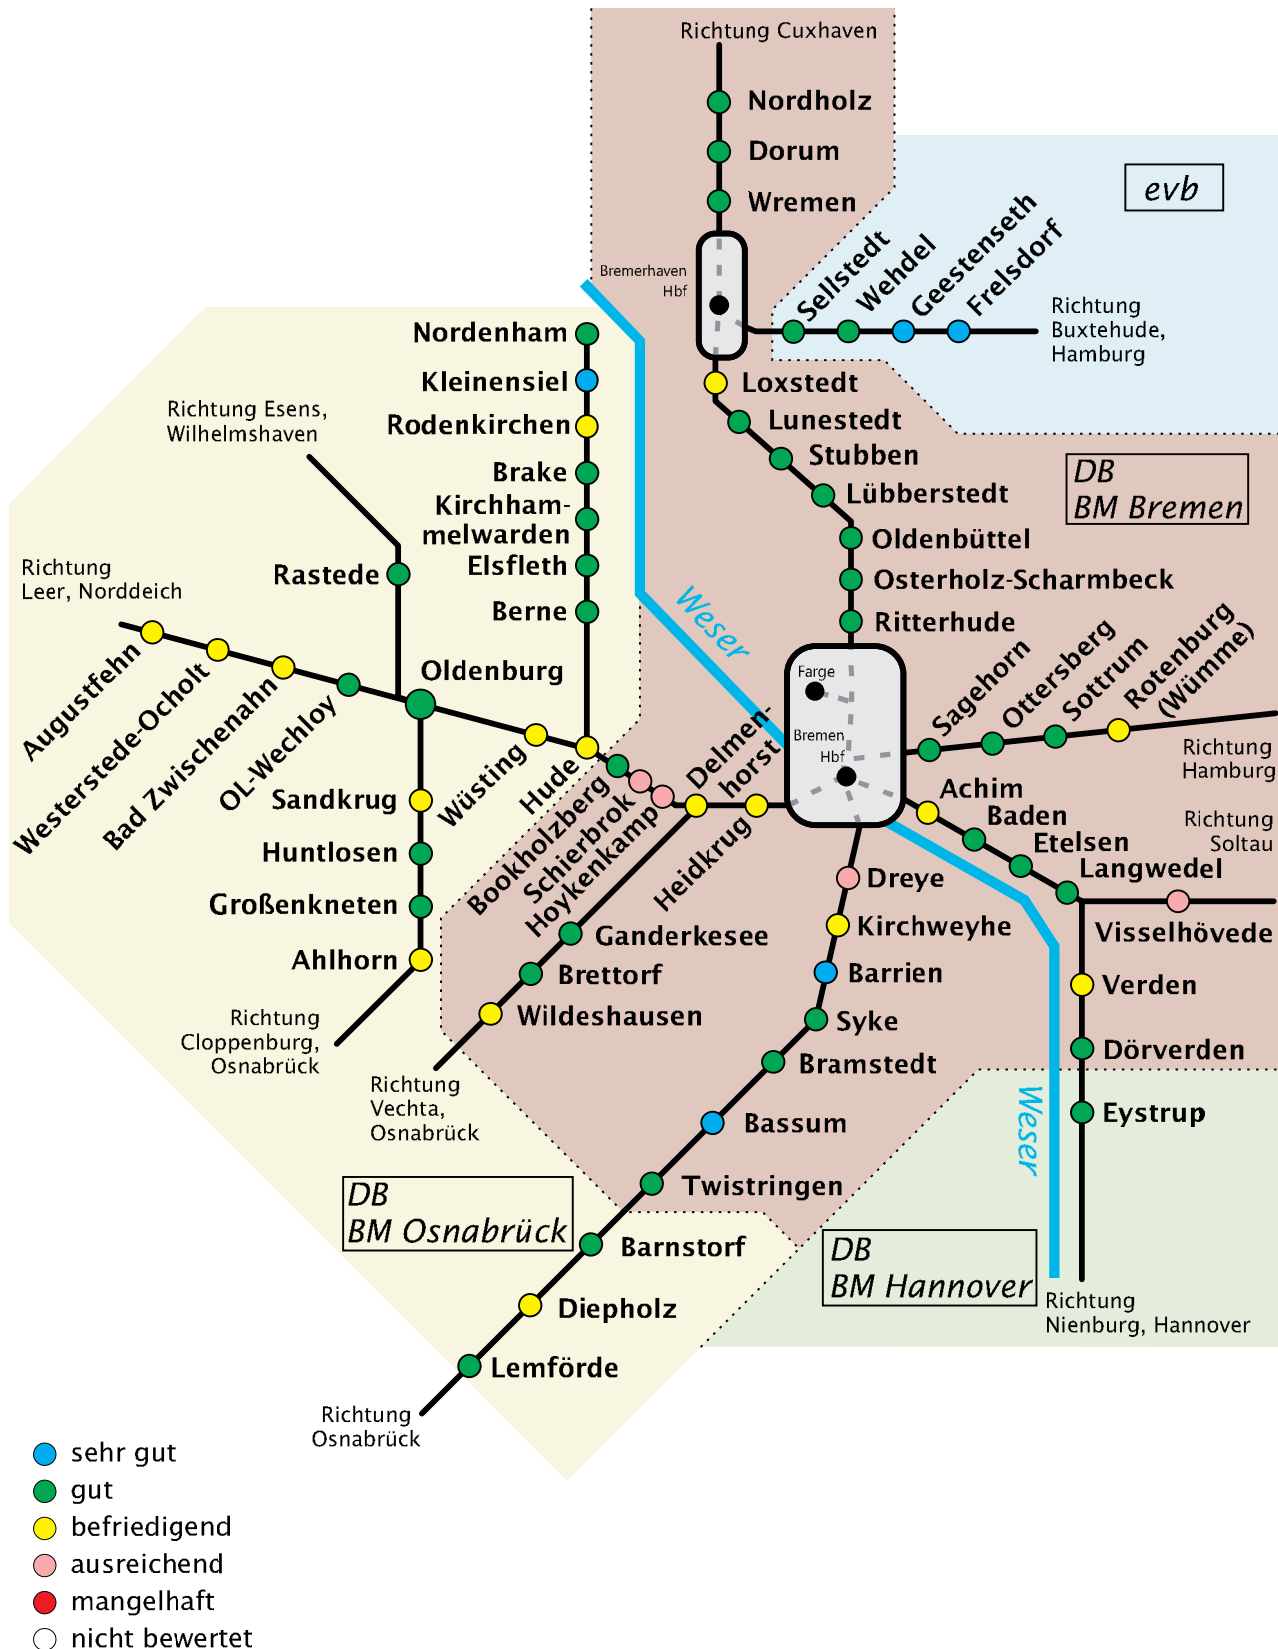 Richtung Cuxhaven
Nordholz
Dorum
Wremen
evb
Bremerhaven
Hbf
Sellstedt
Wehdel
Geestenseth
Frelsdorf
Richtung
Buxtehude,
Hamburg
Nordenham
Kleinensiel
Rodenkirchen
Brake
Kirchham-
melwarden
Elsfleth
Berne
Loxstedt
Lunestedt
Stubben
Lübberstedt
Oldenbüttel
Osterholz-Scharmbeck
Ritterhude
DB
BM Bremen
Richtung Esens,
Wilhelmshaven
Rastede
Richtung
Leer, Norddeich
Augustfehn
Westerstede-Ocholt
Bad Zwischenahn
OL-Wechloy
Oldenburg
Wüsting
Hude
Bookholzberg
Schierbrok
Hoykenkamp
Delmen-
horst
Heidkrug
Weser
Farge
Bremen
Hbf
Sagehorn
Ottersberg
Sottrum
Rotenburg
(Wümme)
Richtung
Hamburg
Achim
Baden
Etelsen
Langwedel
Richtung
Soltau
Visselhövede
Verden
Dörverden
Eystrup
Sandkrug
Huntlosen
Großenkneten
Ahlhorn
Richtung
Cloppenburg,
Osnabrück
Ganderkesee
Brettorf
Wildeshausen
Richtung
Vechta,
Osnabrück
Dreye
Kirchweyhe
Barrien
Syke
Bramstedt
Bassum
Twistringen
Barnstorf
Diepholz
Lemförde
Richtung
Osnabrück
Weser
DB
BM Osnabrück
DB
BM Hannover
Richtung
Nienburg, Hannover
sehr gut
gut
befriedigend
ausreichend
mangelhaft
nicht bewertet